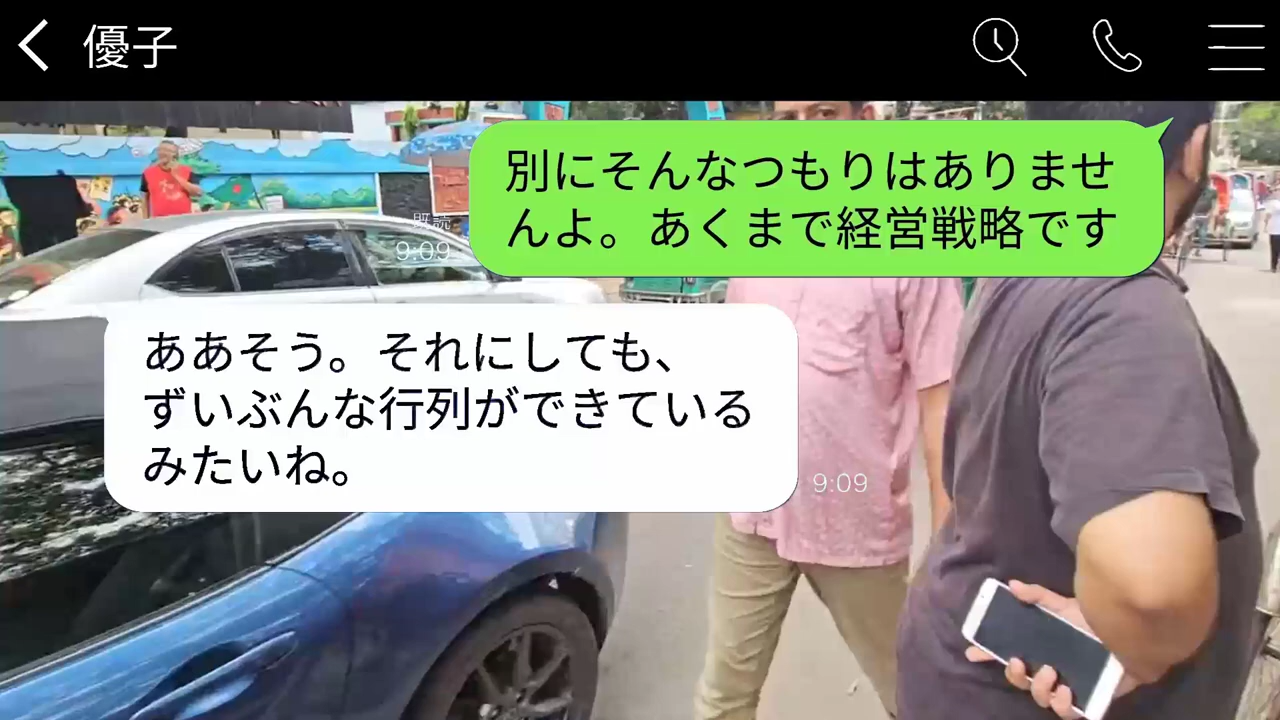 優子
別にそんなつもりはありませ
んよ。あくまで経営戦略です
既読
9:09
ああそう。それにしても、
ずいぶんな行列ができている
みたいね。
9:09